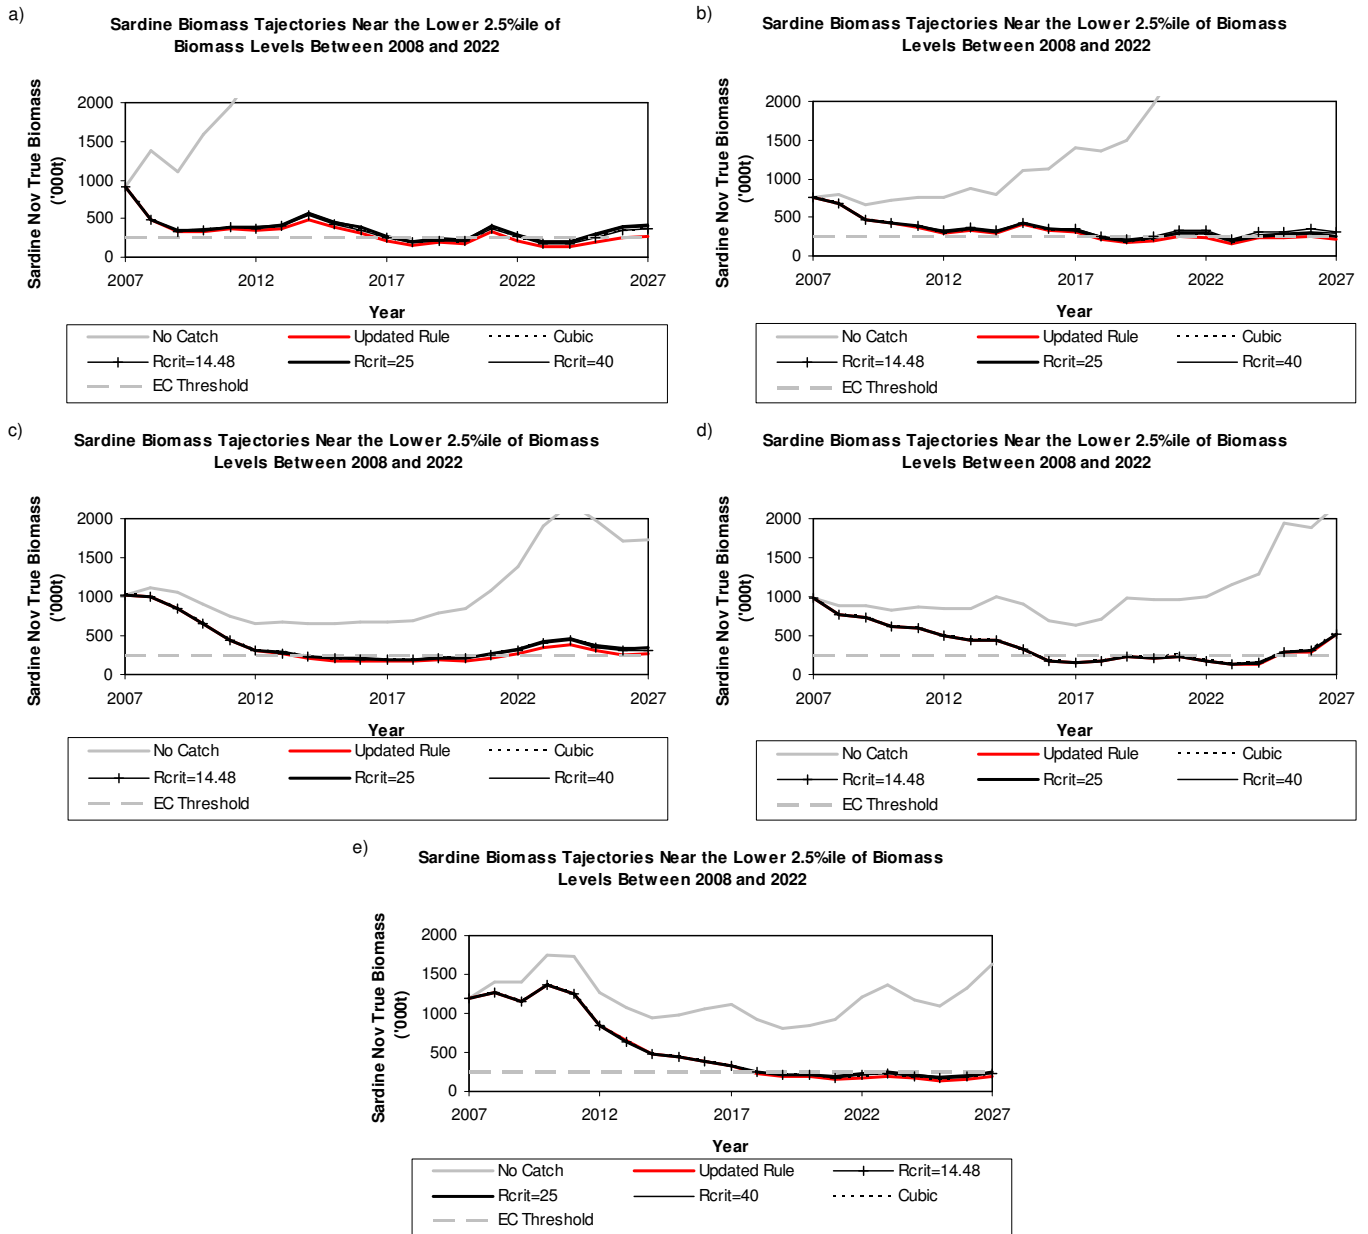 a)
Sardine Biomass Tajectories Near the Lower 2.5%ile of
Biomass Levels Between 2008 and 2022
Sardine Nov True Biomass
('000t)
2000
1500
1000
500
0
2007 2012 2017 2022 2027
Year
No Catch Updated Rule Cubic
Rcrit=14.48 Rcrit=25 Rcrit=40
EC Threshold
b)
Sardine Biomass Tajectories Near the Lower 2.5%ile of Biomass
Levels Between 2008 and 2022
Sardine Nov True Biomass
('000t)
2000
1500
1000
500
0
2007 2012 2017 2022 2027
Year
No Catch Updated Rule Cubic
Rcrit=14.48 Rcrit=25 Rcrit=40
EC Threshold
c)
Sardine Biomass Tajectories Near the Lower 2.5%ile of Biomass
Levels Between 2008 and 2022
Sardine Nov True Biomass
('000t)
2000
1500
1000
500
0
2007 2012 2017 2022 2027
Year
No Catch Updated Rule Cubic
Rcrit=14.48 Rcrit=25 Rcrit=40
EC Threshold
d)
Sardine Biomass Tajectories Near the Lower 2.5%ile of Biomass
Levels Between 2008 and 2022
Sardine Nov True Biomass
('000t)
2000
1500
1000
500
0
2007 2012 2017 2022 2027
Year
No Catch Updated Rule Cubic
Rcrit=14.48 Rcrit=25 Rcrit=40
EC Threshold
e)
Sardine Biomass Tajectories Near the Lower 2.5%ile of Biomass
Levels Between 2008 and 2022
Sardine Nov True Biomass
('000t)
2000
1500
1000
500
0
2007 2012 2017 2022 2027
Year
No Catch Updated Rule Rcrit=14.48
Rcrit=25 Rcrit=40 Cubic
EC Threshold